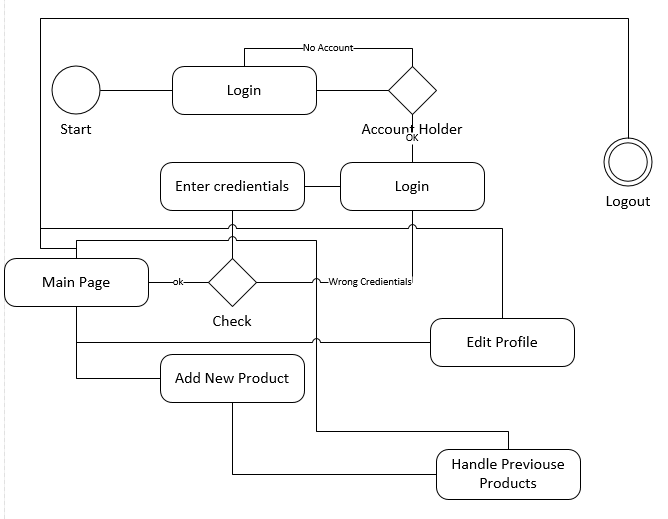 No Account
Login
Start
Account Holder
OK
Enter credientials
Login
Logout
Main Page
ok
Wrong Credientials
Check
Edit Profile
Add New Product
Handle Previouse
Products